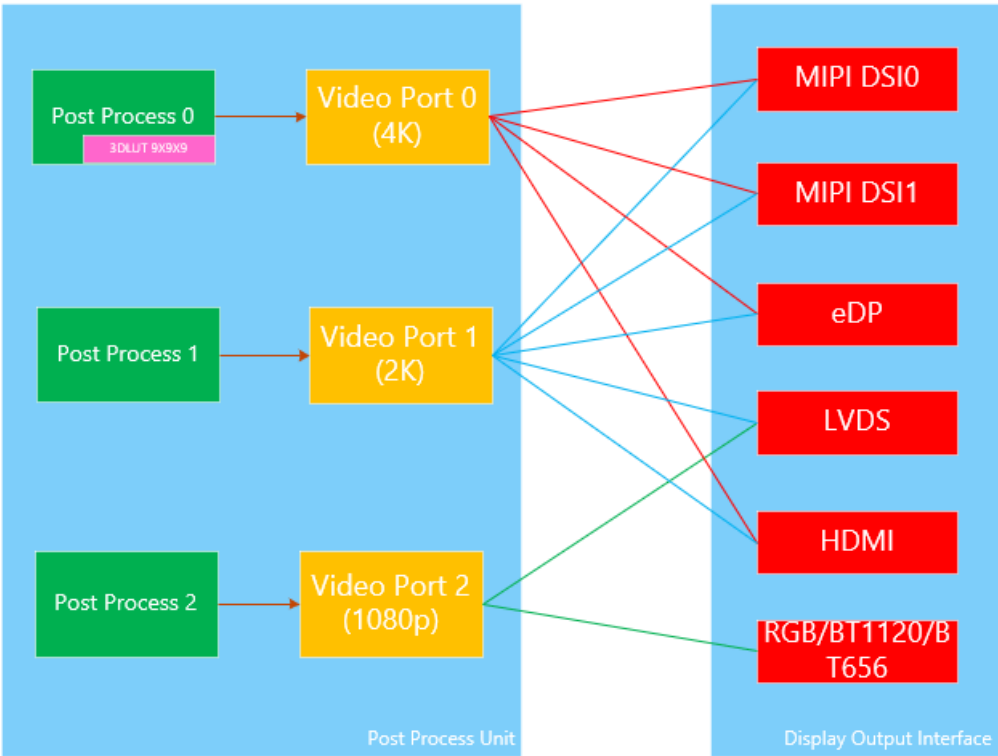 Post Process 0
3DLUT 9X9X9
Video Port 0
(4K)
Post Process 1
Video Port 1
(2K)
Post Process 2
Video Port 2
(1080p)
Post Process Unit
MIPI DSI0
MIPI DSI1
eDP
LVDS
HDMI
RGB/BT1120/B
T656
Display Output Interface